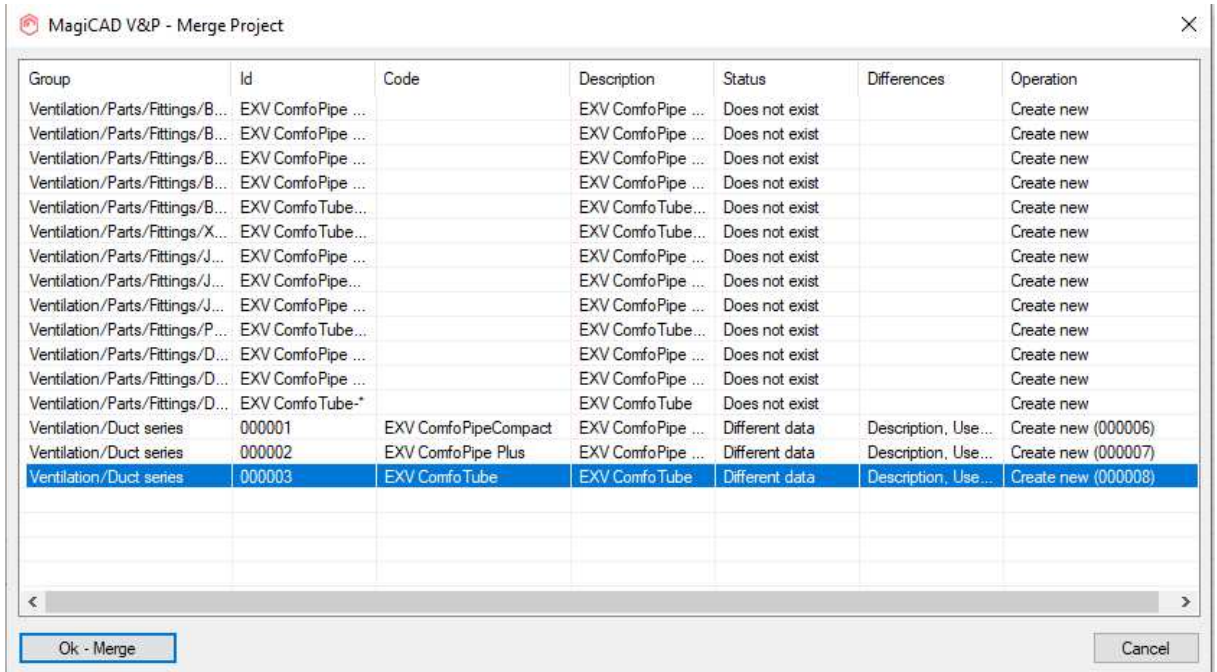 MagiCAD V&P - Merge Project
Group Id Code Description Status Differences Operation
Ventilation/Parts/Fittings/B... EXV ComfoPipe ... EXV ComfoPipe ... Does not exist Create new
Ventilation/Parts/Fittings/B... EXV ComfoPipe ... EXV ComfoPipe ... Does not exist Create new
Ventilation/Parts/Fittings/B... EXV ComfoPipe ... EXV ComfoPipe ... Does not exist Create new
Ventilation/Parts/Fittings/B... EXV ComfoPipe ... EXV ComfoPipe ... Does not exist Create new
Ventilation/Parts/Fittings/B... EXV ComfoTube... EXV ComfoTube... Does not exist Create new
Ventilation/Parts/Fittings/X... EXV ComfoTube... EXV ComfoTube... Does not exist Create new
Ventilation/Parts/Fittings/J... EXV ComfoPipe ... EXV ComfoPipe ... Does not exist Create new
Ventilation/Parts/Fittings/J... EXV ComfoPipe... EXV ComfoPipe ... Does not exist Create new
Ventilation/Parts/Fittings/J... EXV ComfoPipe ... EXV ComfoPipe ... Does not exist Create new
Ventilation/Parts/Fittings/P... EXV ComfoTube... EXV ComfoTube... Does not exist Create new
Ventilation/Parts/Fittings/D... EXV ComfoPipe ... EXV ComfoPipe ... Does not exist Create new
Ventilation/Parts/Fittings/D... EXV ComfoPipe ... EXV ComfoPipe ... Does not exist Create new
Ventilation/Parts/Fittings/D... EXV ComfoTube-* EXV ComfoTube Does not exist Create new
Ventilation/Duct series 000001 EXV ComfoPipeCompact EXV ComfoPipe ... Different data Description, Use... Create new (000006)
Ventilation/Duct series 000002 EXV ComfoPipe Plus EXV ComfoPipe ... Different data Description, Use... Create new (000007)
Ventilation/Duct series 000003 EXV ComfoTube EXV ComfoTube Different data Description, Use... Create new (000008)
Ok - Merge Cancel